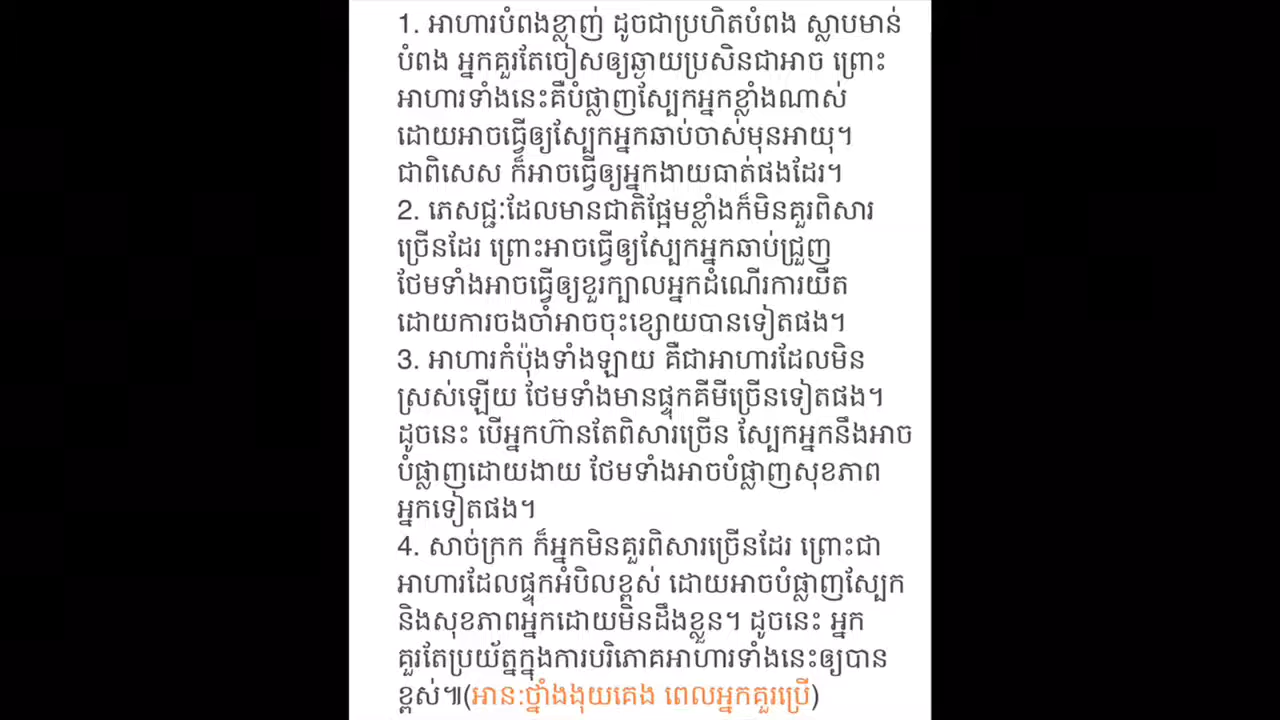 1. អាហារបំពងខ្លាញ់ ដូចជាប្រហិតបំពង ស្លាបមាន់
បំពង អ្នកគួរតែចៀសឲ្យឆ្ងាយប្រសិនជាអាច ព្រោះ
អាហារទាំងនេះគឺបំផ្លាញស្បែកអ្នកខ្លាំងណាស់
ដោយអាចធ្វើឲ្យស្បែកអ្នកឆាប់ចាស់មុនអាយុ។
ជាពិសេស ក៏អាចធ្វើឲ្យអ្នកងាយធាត់ផងដែរ។
2. ភេសជ្ជៈដែលមានជាតិផ្អែមខ្លាំងក៏មិនគួរពិសារ
ច្រើនដែរ ព្រោះអាចធ្វើឲ្យស្បែកអ្នកឆាប់ជ្រួញ
ថែមទាំងអាចធ្វើឲ្យខួរក្បាលអ្នកដំណើរការយឺត
ដោយការចងចាំអាចចុះខ្សោយបានទៀតផង។
3. អាហារកំប៉ុងទាំងឡាយ គឺជាអាហារដែលមិន
ស្រស់ឡើយ ថែមទាំងមានផ្ទុកគីមីច្រើនទៀតផង។
ដូចនេះ បើអ្នកហ៊ានតែពិសារច្រើន ស្បែកអ្នកនឹងអាច
បំផ្លាញដោយងាយ ថែមទាំងអាចបំផ្លាញសុខភាព
អ្នកទៀតផង។
4. សាច់ក្រក ក៏អ្នកមិនគួរពិសារច្រើនដែរ ព្រោះជា
អាហារដែលផ្ទុកអំបិលខ្ពស់ ដោយអាចបំផ្លាញស្បែក
និងសុខភាពអ្នកដោយមិនដឹងខ្លួន។ ដូចនេះ អ្នក
គួរតែប្រយ័ត្នក្នុងការបរិភោគអាហារទាំងនេះឲ្យបាន
ខ្ពស់៕(អាន:ថ្នាំងងុយគេង ពេលអ្នកគួរប្រើ)